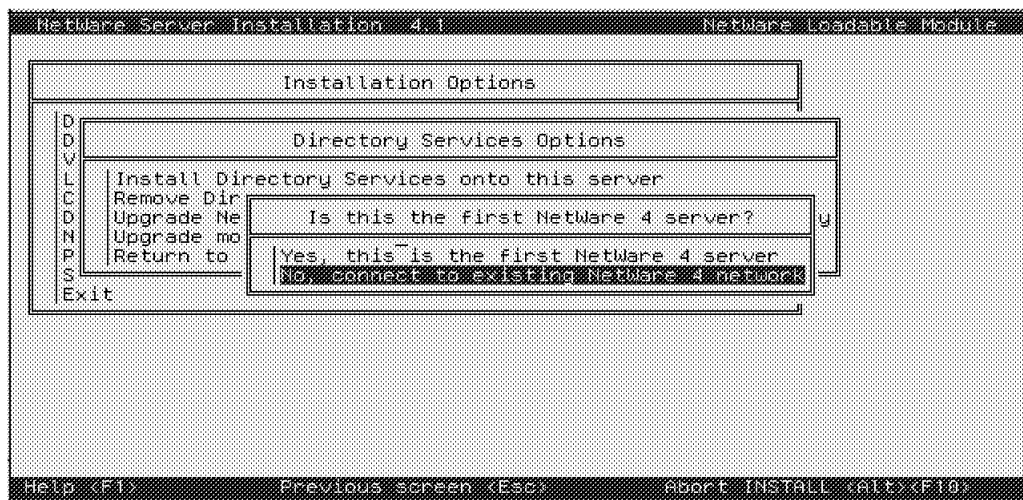 NetWare Server Installation 4.1 NetWare Loadable Module
Installation Options
D
D
Directory Services Options
V
L Install Directory Services onto this server
C Remove Dir
Is this the first NetWare 4 server?
D Upgrade Ne y
N Upgrade mo
P Return to Yes, this is the first NetWare 4 server
S No, connect to existing NetWare 4 network
Exit
Help <F1> Previous screen <Esc> Abort INSTALL <Alt><F10>